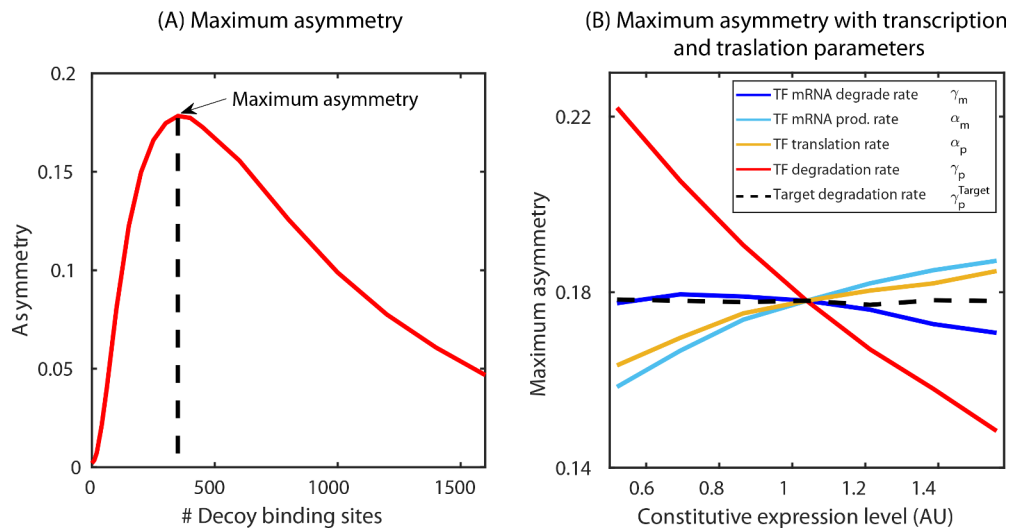 (A) Maximum asymmetry
0.2
0.15
0.1
0.05
0
Asymmetry
Maximum asymmetry
0 500 1000 1500
# Decoy binding sites
(B) Maximum asymmetry with transcription
and traslation parameters
0.22
0.18
0.14
Maximum asymmetry
TF mRNA degrade rate γm
TF mRNA prod. rate αm
TF translation rate αp
TF degradation rate γp
Target degradation rate γpTarget
0.6 0.8 1 1.2 1.4
Constitutive expression level (AU)